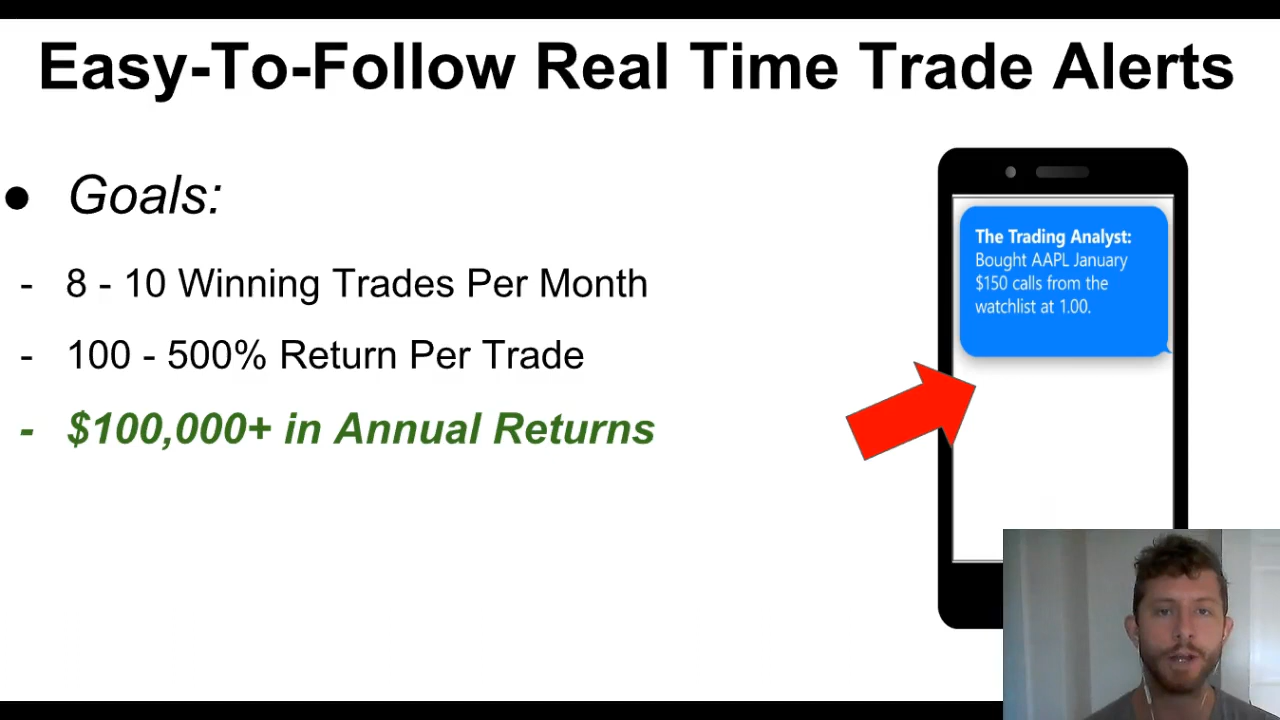 Easy-To-Follow Real Time Trade Alerts
● Goals:
- 8 - 10 Winning Trades Per Month
- 100 - 500% Return Per Trade
- $100,000+ in Annual Returns
The Trading Analyst:
Bought AAPL January
$150 calls from the
watchlist at 1.00.